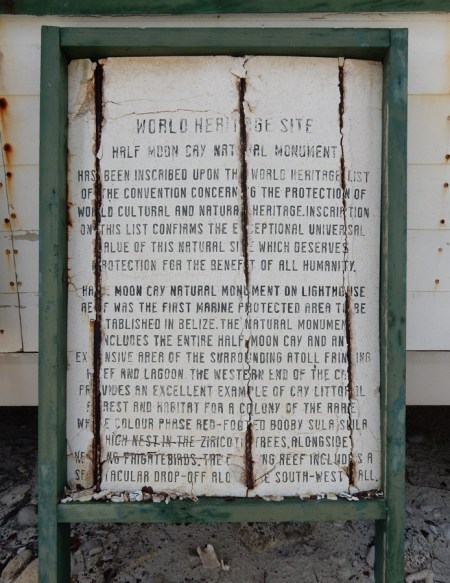 WORLD HERITAGE SITE
HALF MOON CAY NATURAL MONUMENT
HAS BEEN INSCRIBED UPON THE WORLD HERITAGE LIST
OF THE CONVENTION CONCERNING THE PROTECTION OF
WORLD CULTURAL AND NATURAL HERITAGE. INSCRIPTION
ON THIS LIST CONFIRMS THE EXCEPTIONAL UNIVERSAL
VALUE OF THIS NATURAL SITE WHICH DESERVES
PROTECTION FOR THE BENEFIT OF ALL HUMANITY.
HALF MOON CAY NATURAL MONUMENT ON LIGHTHOUSE
REEF WAS THE FIRST MARINE PROTECTED AREA TO BE
ESTABLISHED IN BELIZE. THE NATURAL MONUMENT
INCLUDES THE ENTIRE HALF MOON CAY AND AN
EXTENSIVE AREA OF THE SURROUNDING ATOLL FRINGING
REEF AND LAGOON THE WESTERN END OF THE CAY
PROVIDES AN EXCELLENT EXAMPLE OF CAY LITTORAL
FOREST AND HABITAT FOR A COLONY OF THE RARE
WHITE COLOUR PHASE RED-FOOTED BOOBY SULA SULA
WHICH NEST IN THE ZIRICOTE TREES, ALONGSIDE
FRIGATEBIRDS. THE REEF INCLUDES A
SPECTACULAR DROP-OFF ALONG THE SOUTH-WEST WALL.